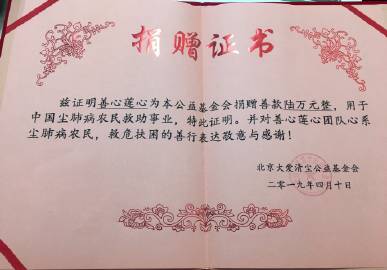 捐赠证书
兹证明善心莲心为本公益基金会捐赠善款陆万元整，用于
中国尘肺病农民救助事业，特此证明。并对善心莲心团队心系
尘肺病农民，救危扶困的善行表达敬意与感谢！
北京大爱清尘公益基金会
二零一九年四月十日